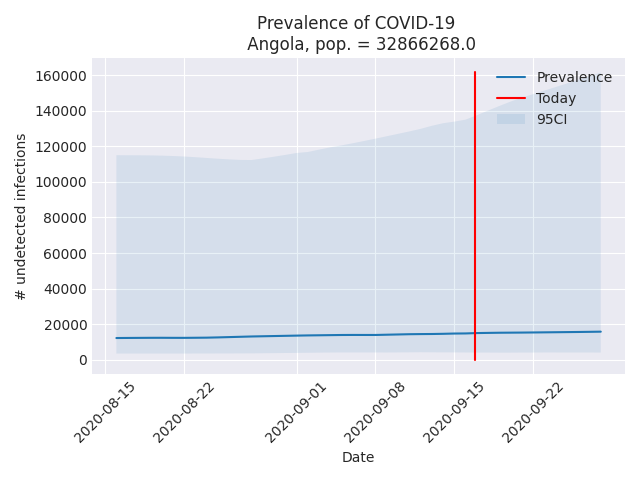 Prevalence of COVID-19
Angola, pop. = 32866268.0
160000
140000
120000
100000
80000
60000
40000
20000
0
# undetected infections
Prevalence
Today
95CI
2020-08-15
2020-08-22
2020-09-01
2020-09-08
2020-09-15
2020-09-22
Date